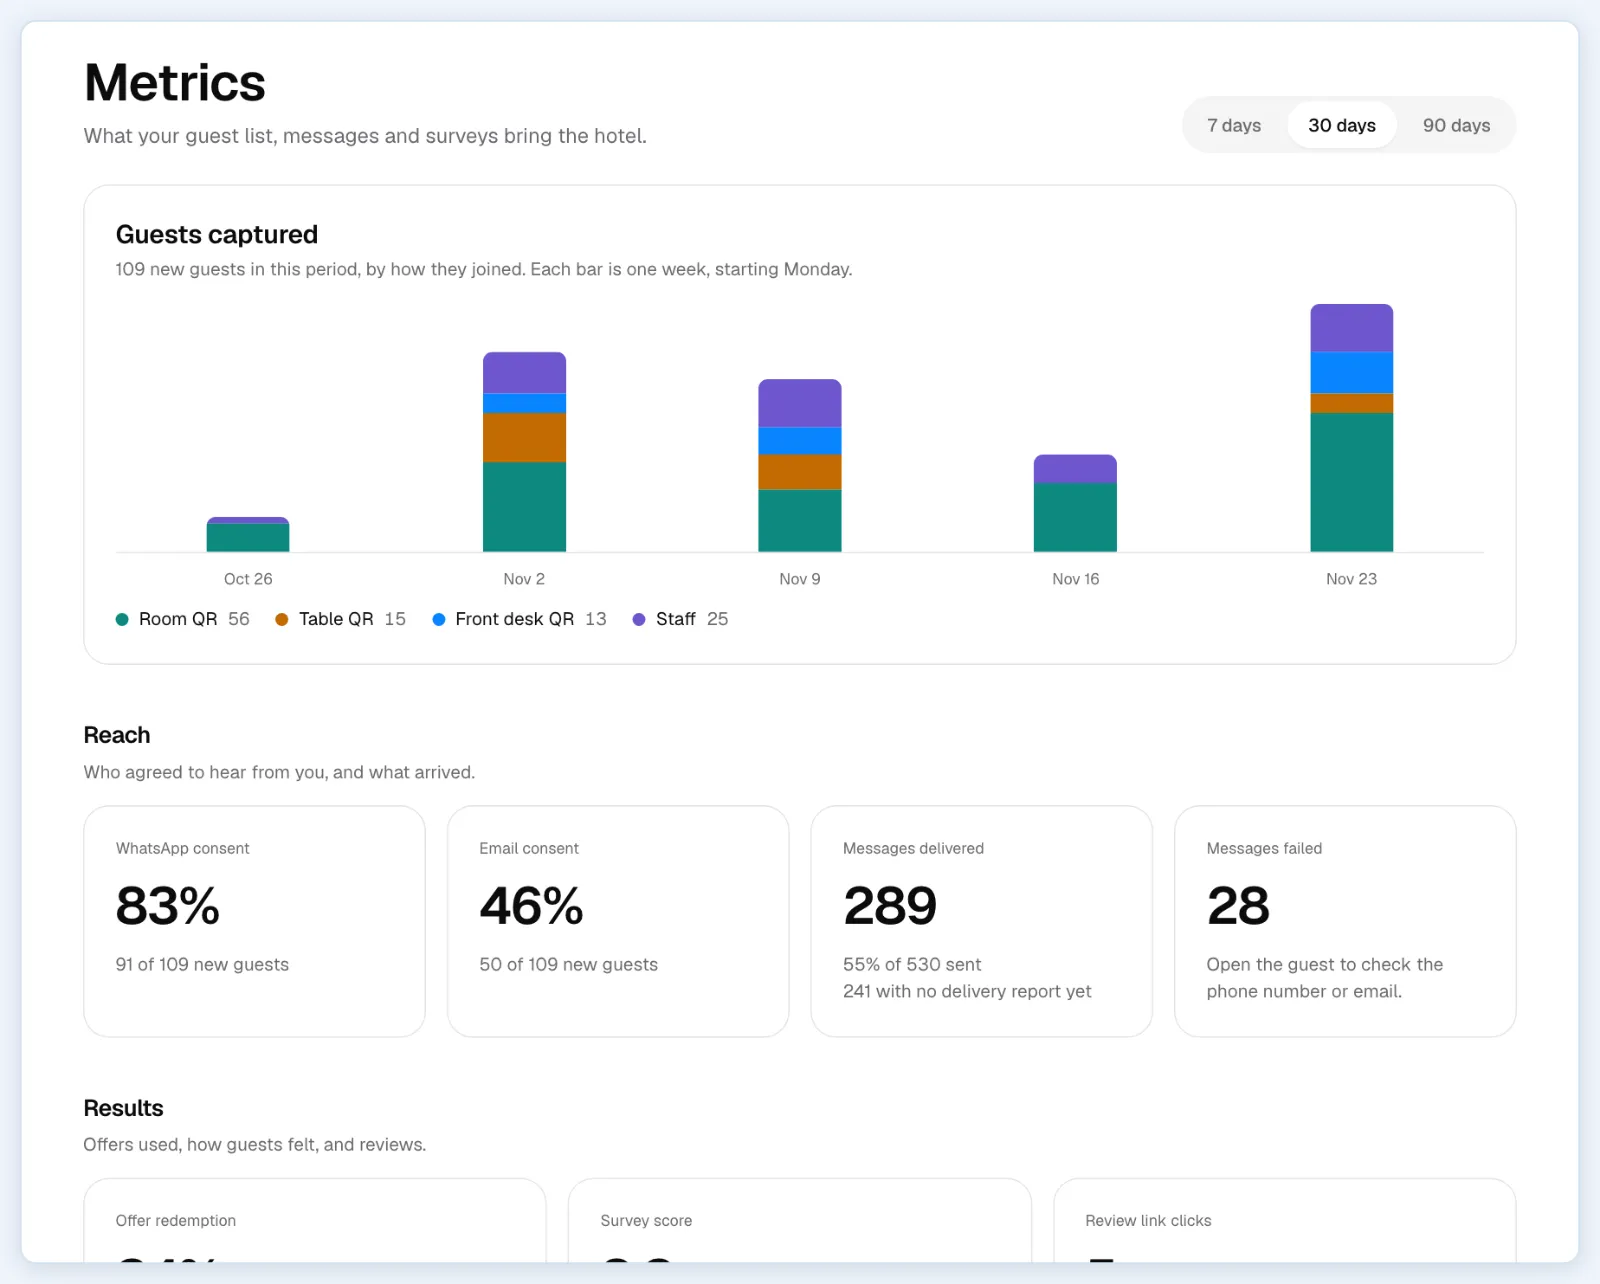 Metrics
What your guest list, messages and surveys bring the hotel.
7 days 30 days 90 days
Guests captured
109 new guests in this period, by how they joined. Each bar is one week, starting Monday.
Oct 26 Nov 2 Nov 9 Nov 16 Nov 23
Room QR 56 Table QR 15 Front desk QR 13 Staff 25
Reach
Who agreed to hear from you, and what arrived.
WhatsApp consent
83%
91 of 109 new guests
Email consent
46%
50 of 109 new guests
Messages delivered
289
55% of 530 sent
241 with no delivery report yet
Messages failed
28
Open the guest to check the
phone number or email.
Results
Offers used, how guests felt, and reviews.
Offer redemption
Survey score
Review link clicks